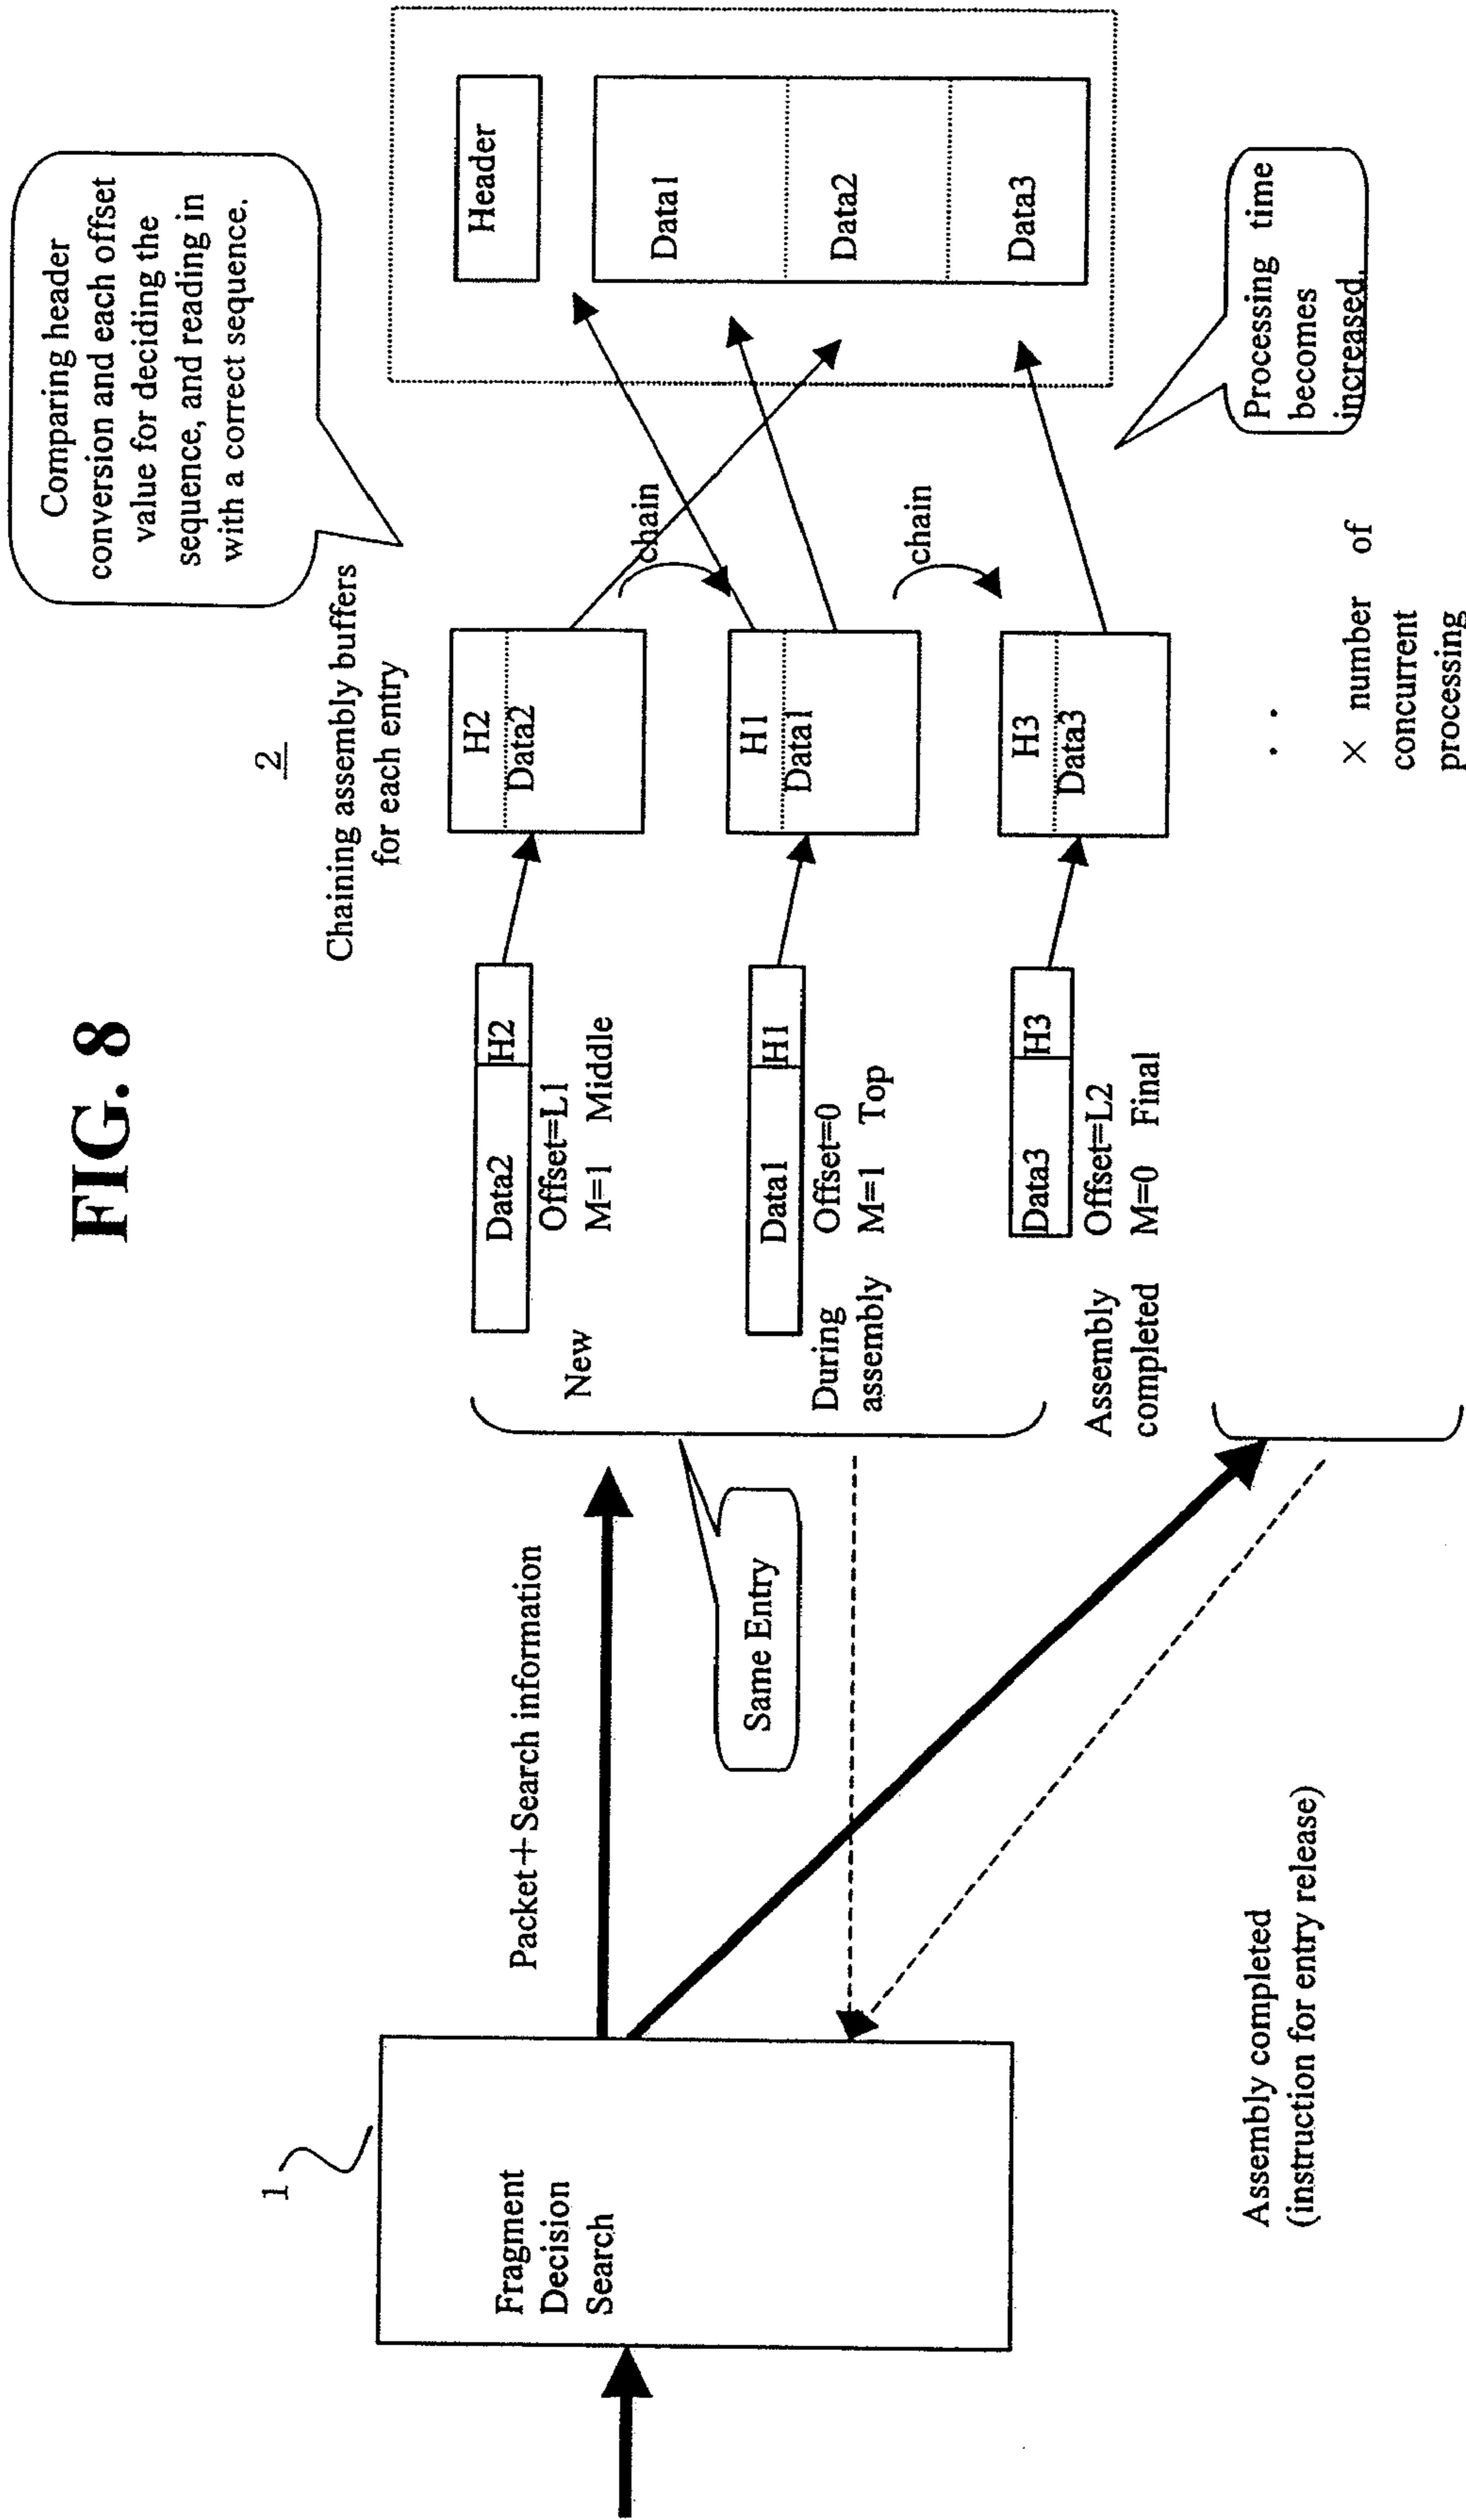 FIG. 8
1
Fragment
Decision
Search
Packet+Search information
Same Entry
Assembly completed
(instruction for entry release)
2
Chaining assembly buffers
for each entry
Comparing header
conversion and each offset
value for deciding the
sequence, and reading in
with a correct sequence.
New
Data2 H2
Offset=L1
M=1 Middle
H2
Data2
chain
During
assembly
Data1 H1
Offset=0
M=1 Top
H1
Data1
chain
Assembly
completed
Data3 H3
Offset=L2
M=0 Final
H3
Data3
Header
Data1
Data2
Data3
Processing time
becomes
increased.
× number of
concurrent
processing